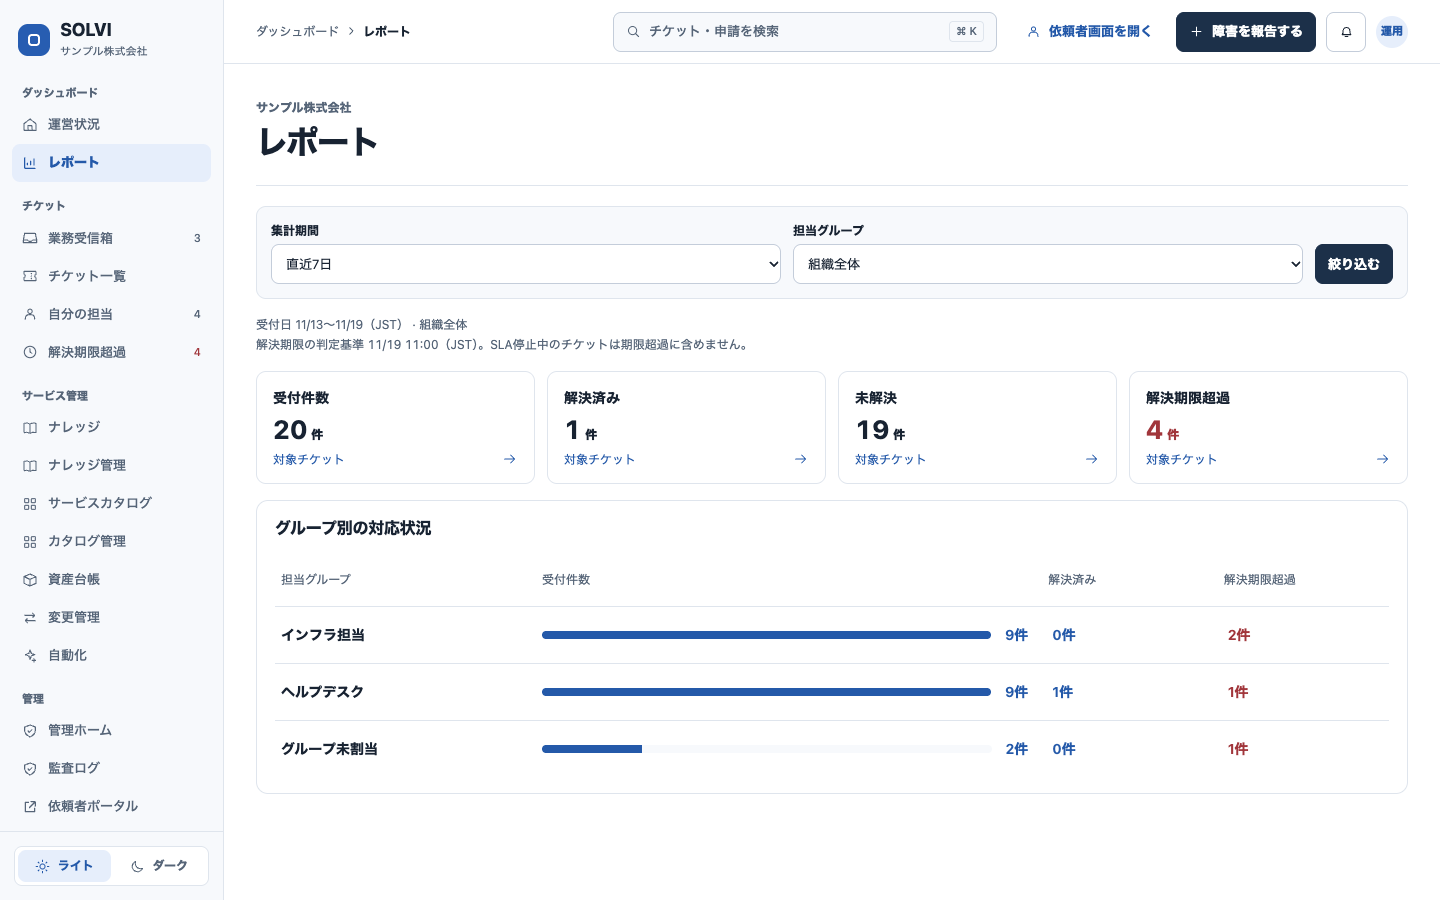 SOLVI
サンプル株式会社
ダッシュボード
運営状況
レポート
チケット
業務受信箱 3
チケット一覧
自分の担当 4
解決期限超過 4
サービス管理
ナレッジ
ナレッジ管理
サービスカタログ
カタログ管理
資産台帳
変更管理
自動化
管理
管理ホーム
監査ログ
依頼者ポータル
ライト ダーク
ダッシュボード > レポート
チケット・申請を検索 ⌘ K
依頼者画面を開く
+ 障害を報告する
運用
サンプル株式会社
レポート
集計期間 担当グループ
直近7日 組織全体 絞り込む
受付日 11/13〜11/19（JST）・組織全体
解決期限の判定基準 11/19 11:00（JST）。SLA停止中のチケットは期限超過に含めません。
受付件数 解決済み 未解決 解決期限超過
20 件 1 件 19 件 4 件
対象チケット → 対象チケット → 対象チケット → 対象チケット →
グループ別の対応状況
担当グループ 受付件数 解決済み 解決期限超過
インフラ担当 9件 0件 2件
ヘルプデスク 9件 1件 1件
グループ未割当 2件 0件 1件